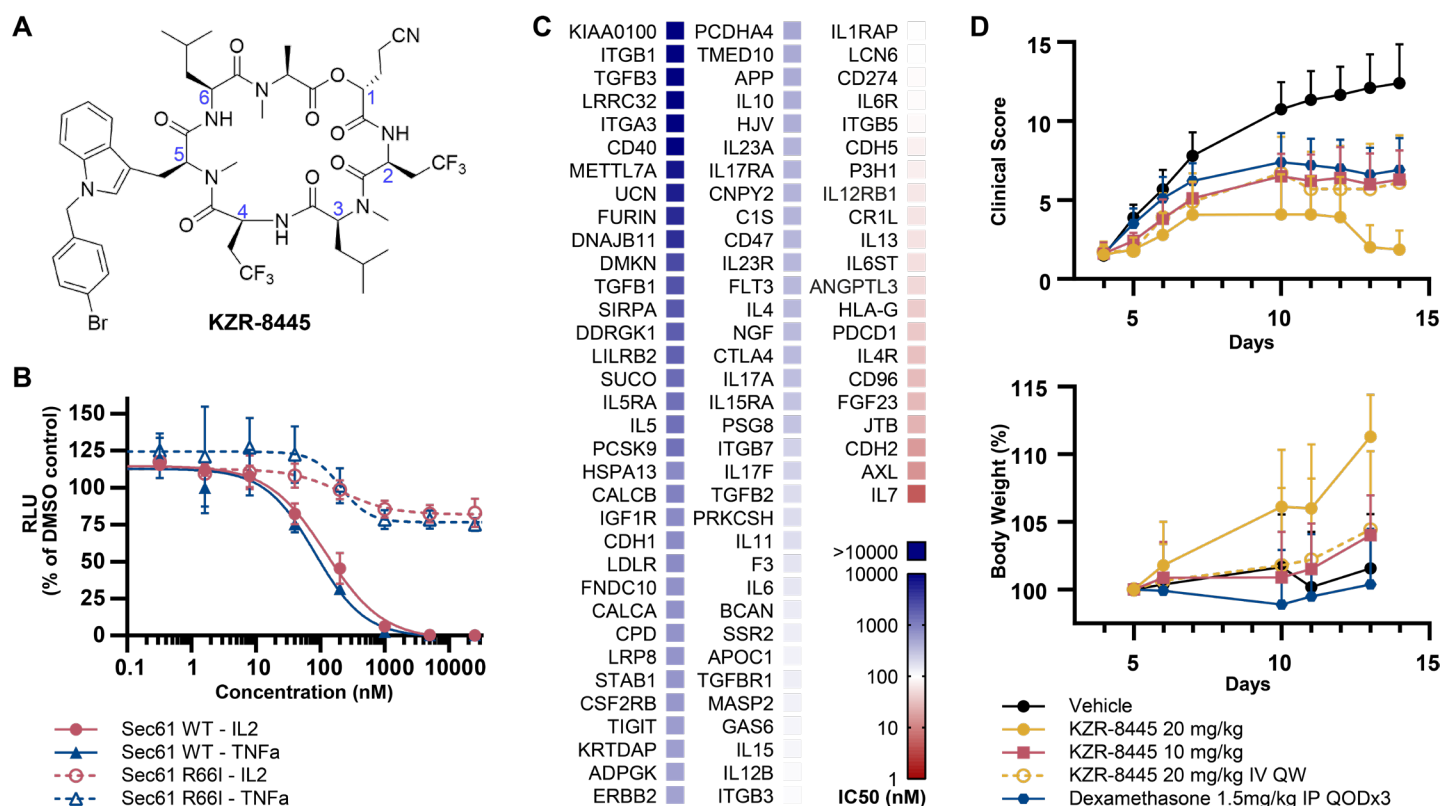 A
CN
O
O
O
6
N
O
1
NH
O
O
NH
O
5
N
O
CF3
N
O
2
O
4
N
H
3
N
CF3
Br
KZR-8445
B
RLU
(% of DMSO control)
150
125
100
75
50
25
0
0.1 1 10 100 1000 10000
Concentration (nM)
Sec61 WT - IL2
Sec61 WT - TNFa
Sec61 R66I - IL2
Sec61 R66I - TNFa
C
KIAA0100 PCDHA4 IL1RAP
ITGB1 TMED10 LCN6
TGFB3 APP CD274
LRRC32 IL10 IL6R
ITGA3 HJV ITGB5
CD40 IL23A CDH5
METTL7A IL17RA P3H1
UCN CNPY2 IL12RB1
FURIN C1S CR1L
DNAJB11 CD47 IL13
DMKN IL23R IL6ST
TGFB1 FLT3 ANGPTL3
SIRPA IL4 HLA-G
DDRGK1 NGF PDCD1
LILRB2 CTLA4 IL4R
SUCO IL17A CD96
IL5RA IL15RA FGF23
IL5 PSG8 JTB
PCSK9 ITGB7 CDH2
HSPA13 IL17F AXL
CALCB TGFB2 IL7
IGF1R PRKCSH
CDH1 IL11
LDLR F3
FNDC10 IL6
CALCA BCAN
CPD SSR2
LRP8 APOC1
STAB1 TGFBR1
CSF2RB MASP2
TIGIT GAS6
KRTDAP IL15
ADPGK IL12B
ERBB2 ITGB3
>10000
10000
1000
100
10
1
IC50 (nM)
D
Clinical Score
15
10
5
0
5 10 15
Days
Body Weight (%)
115
110
105
100
5 10 15
Days
Vehicle
KZR-8445 20 mg/kg
KZR-8445 10 mg/kg
KZR-8445 20 mg/kg IV QW
Dexamethasone 1.5mg/kg IP QODx3